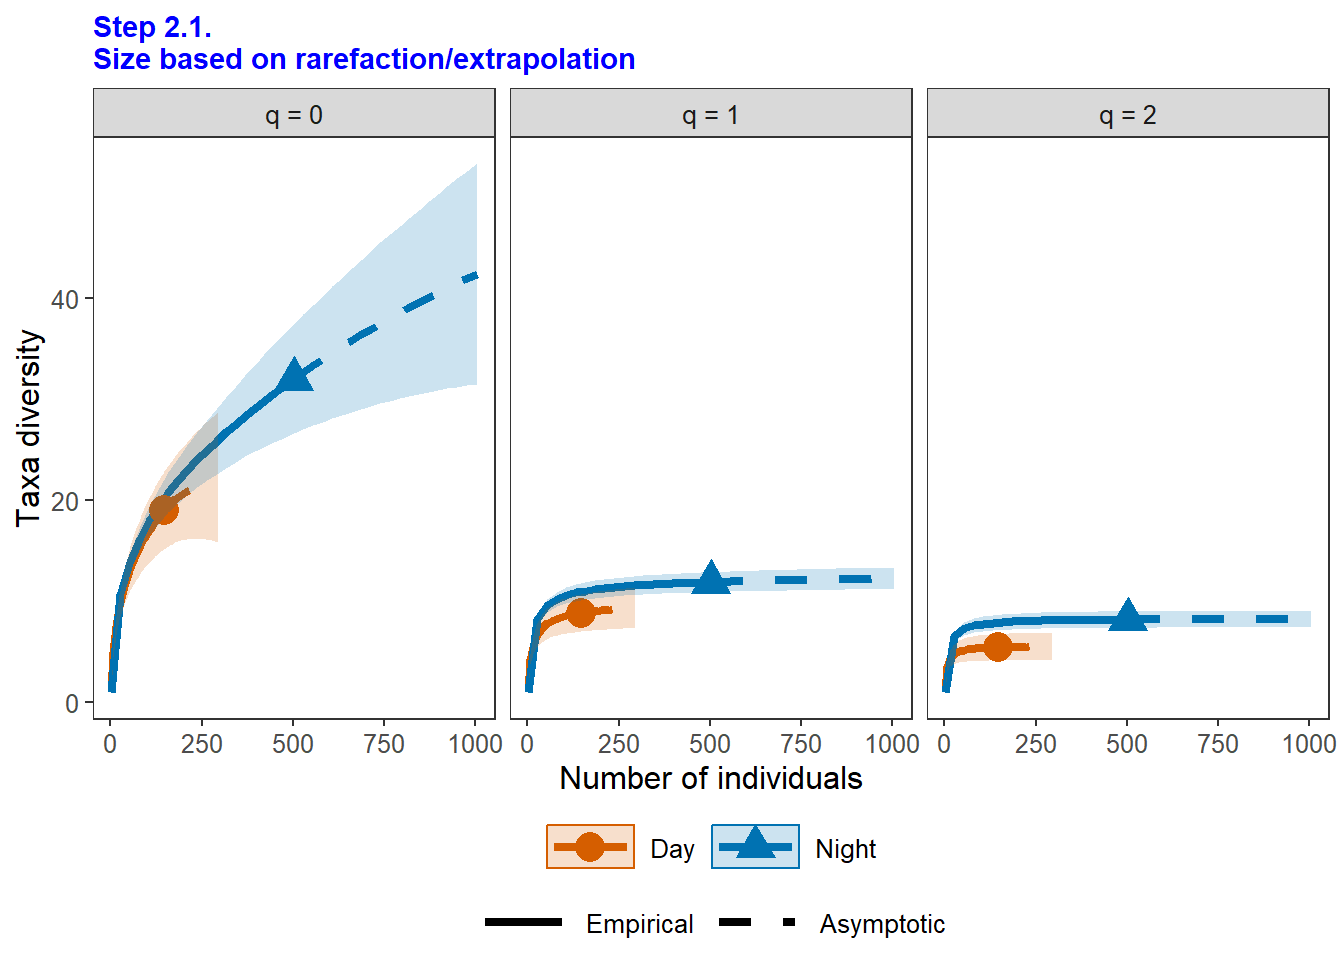 Step 2.1.
Size based on rarefaction/extrapolation
q = 0
q = 1
q = 2
Taxa diversity
40
20
0
0 250 500 750 1000
0 250 500 750 1000
0 250 500 750 1000
Number of individuals
Day Night
Empirical Asymptotic